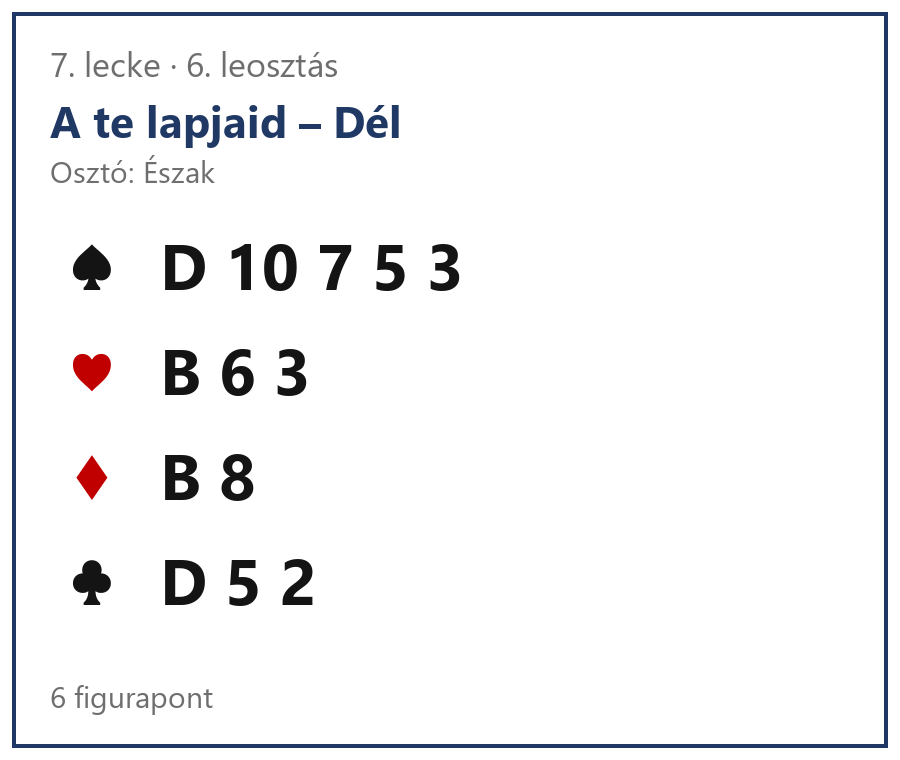 7. lecke · 6. leosztás
A te lapjaid – Dél
Osztó: Észak
♠ D 10 7 5 3
♥ B 6 3
♦ B 8
♣ D 5 2
6 figurapont